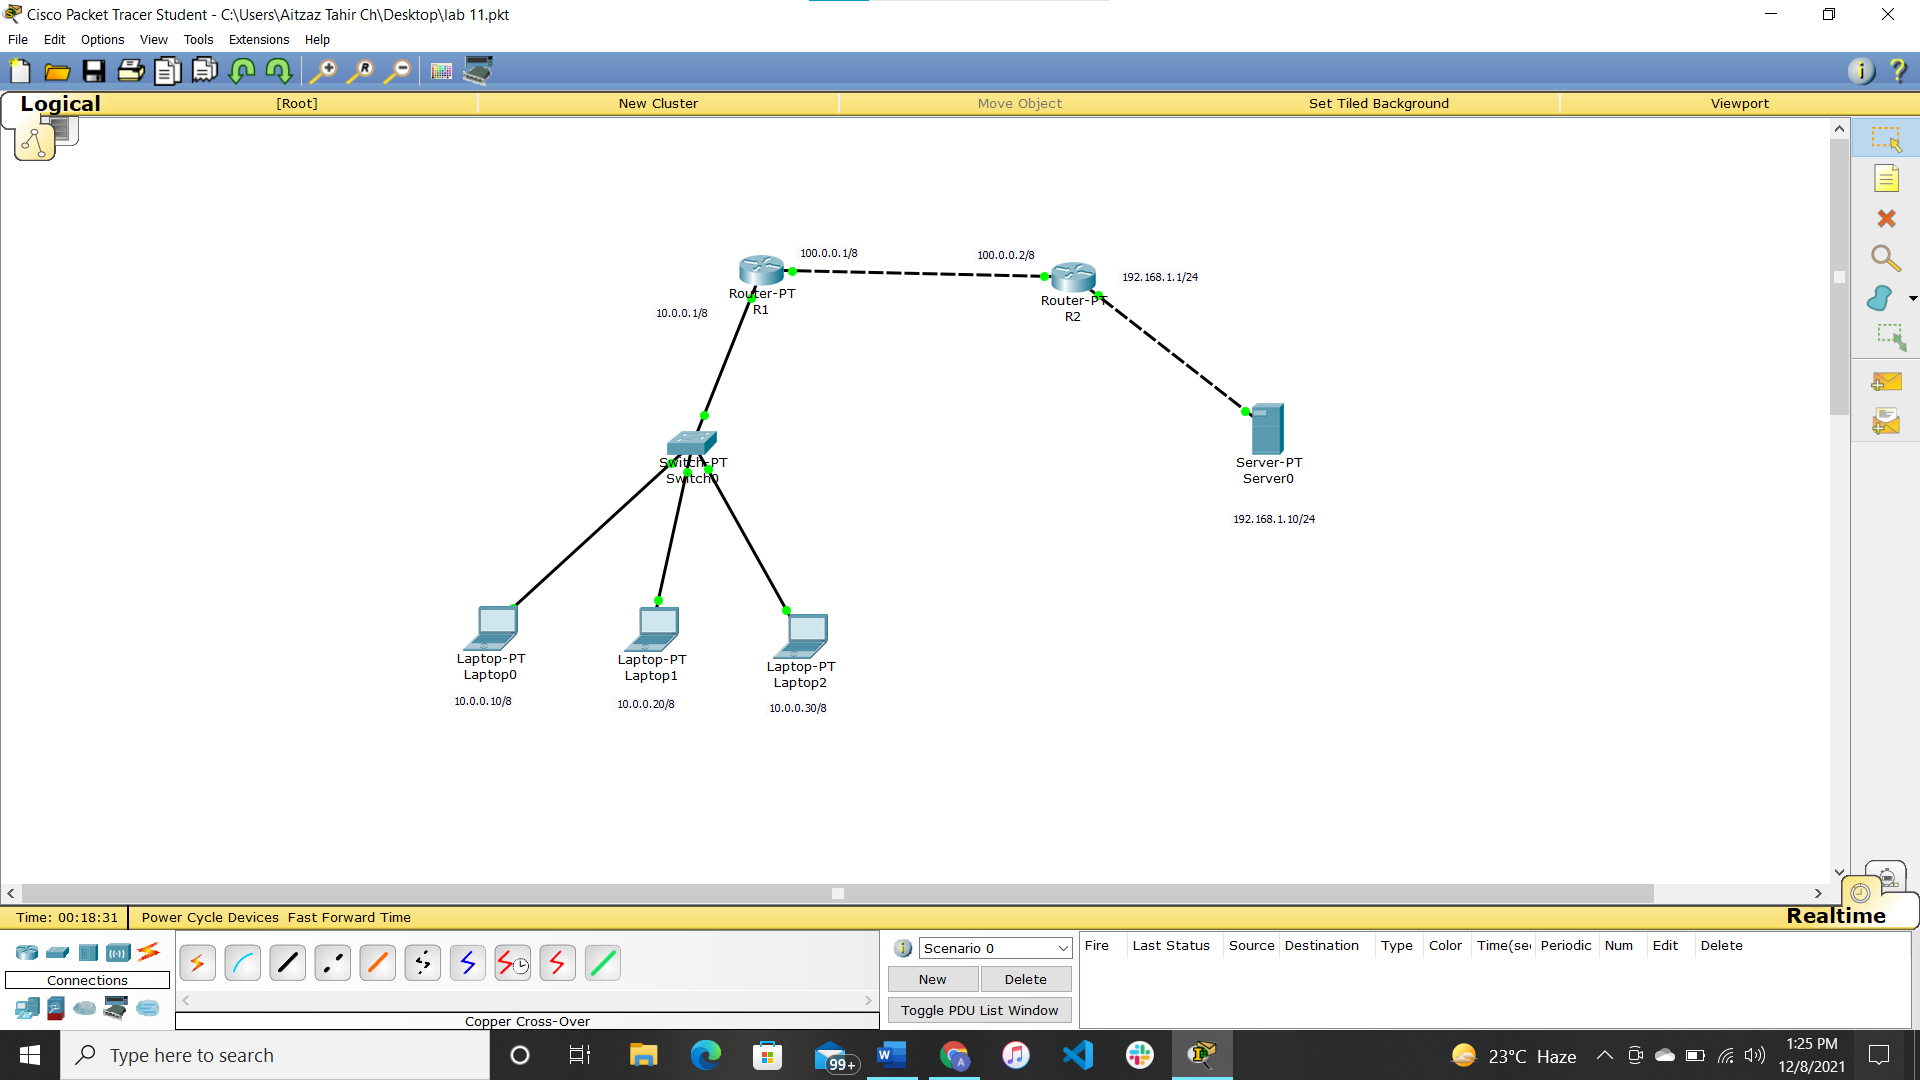 Cisco Packet Tracer Student - C:\Users\Aitzaz Tahir Ch\Desktop\lab 11.pkt
File Edit Options View Tools Extensions Help
Logical [Root] New Cluster Move Object Set Tiled Background Viewport
100.0.0.1/8
100.0.0.2/8
192.168.1.1/24
Router-PT
R1
Router-PT
R2
10.0.0.1/8
Switch-PT
Switch0
Server-PT
Server0
192.168.1.10/24
Laptop-PT
Laptop0
Laptop-PT
Laptop1
Laptop-PT
Laptop2
10.0.0.10/8
10.0.0.20/8
10.0.0.30/8
Time: 00:18:31 Power Cycle Devices Fast Forward Time Realtime
Connections
Copper Cross-Over
Scenario 0
New Delete
Toggle PDU List Window
Fire Last Status Source Destination Type Color Time(sec Periodic Num Edit Delete
Type here to search
99+
23°C Haze
1:25 PM
12/8/2021